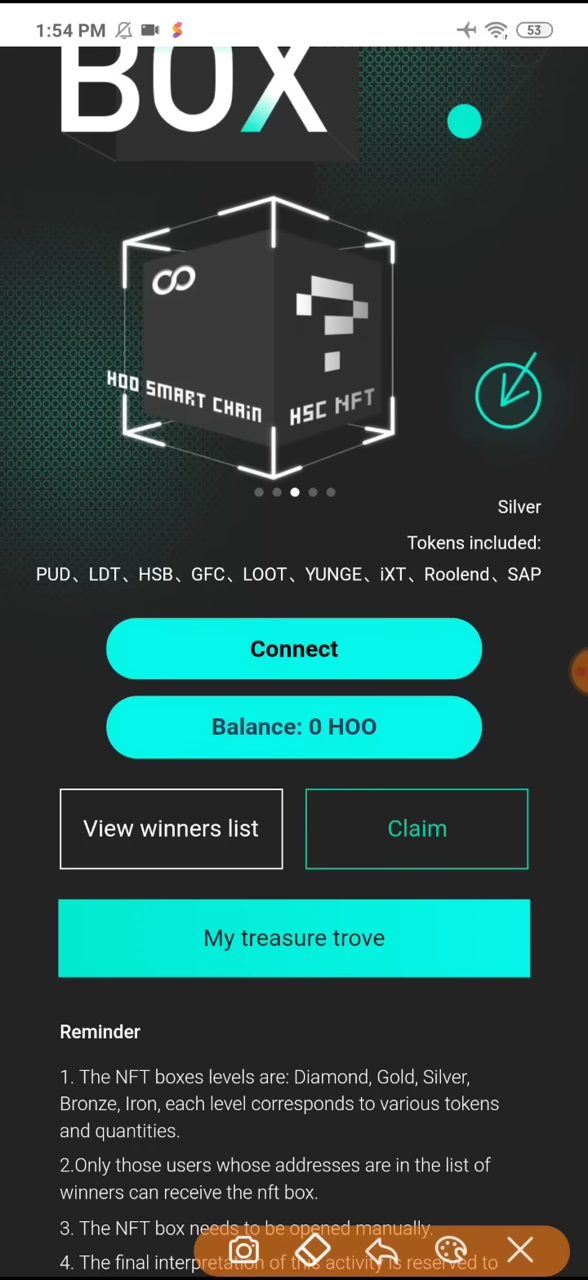 1:54 PM
53
BOX
HOO SMART CHAiN
HSC NFT
Silver
Tokens included:
PUD、LDT、HSB、GFC、LOOT、YUNGE、iXT、Roolend、SAP
Connect
Balance: 0 HOO
View winners list
Claim
My treasure trove
Reminder
1. The NFT boxes levels are: Diamond, Gold, Silver,
Bronze, Iron, each level corresponds to various tokens
and quantities.
2.Only those users whose addresses are in the list of
winners can receive the nft box.
3. The NFT box needs to be opened manually.
4. The final interpretation of this activity is reserved to